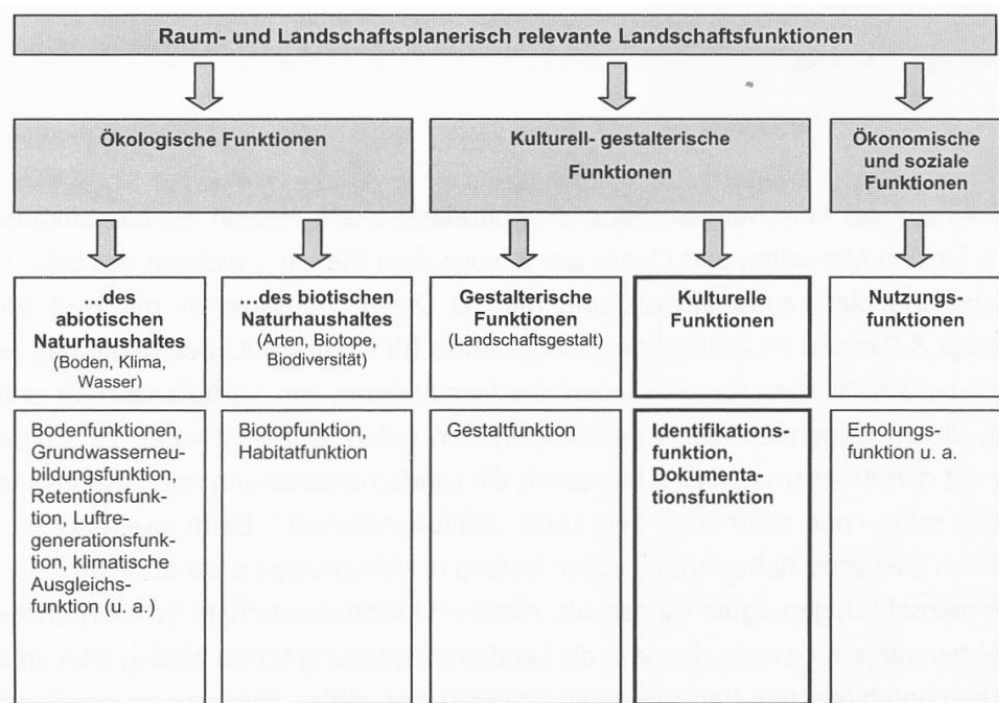 Raum- und Landschaftsplanerisch relevante Landschaftsfunktionen
Ökologische Funktionen
Kulturell- gestalterische
Funktionen
Ökonomische
und soziale
Funktionen
...des
abiotischen
Naturhaushaltes
(Boden, Klima,
Wasser)
...des biotischen
Naturhaushaltes
(Arten, Biotope,
Biodiversität)
Gestalterische
Funktionen
(Landschaftsgestalt)
Kulturelle
Funktionen
Nutzungs-
funktionen
Bodenfunktionen,
Grundwasserneu-
bildungsfunktion,
Retentionsfunk-
tion, Luftre-
generationsfunk-
tion, klimatische
Ausgleichs-
funktion (u. a.)
Biotopfunktion,
Habitatfunktion
Gestaltfunktion
Identifikations-
funktion,
Dokumenta-
tionsfunktion
Erholungs-
funktion u. a.